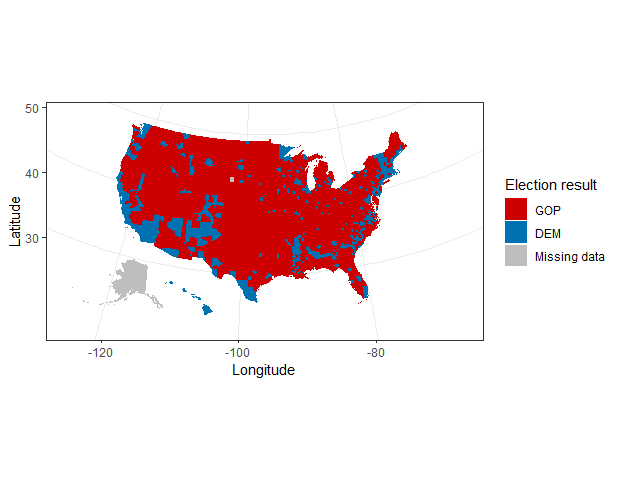 50
40
30
Latitude
-120
-100
-80
Longitude
Election result
GOP
DEM
Missing data